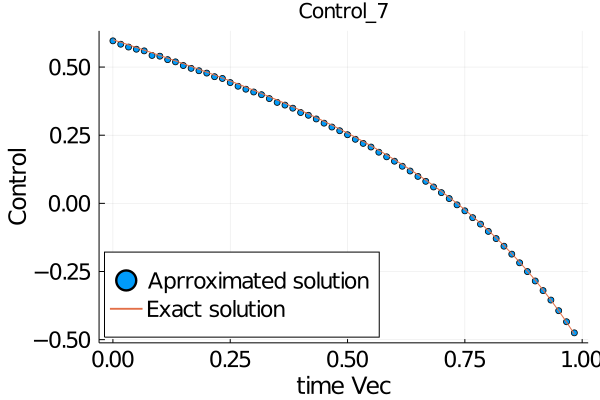 Control_7
0.50
0.25
0.00
−0.25
−0.50
Control
Aprroximated solution
Exact solution
0.00 0.25 0.50 0.75 1.00
time Vec